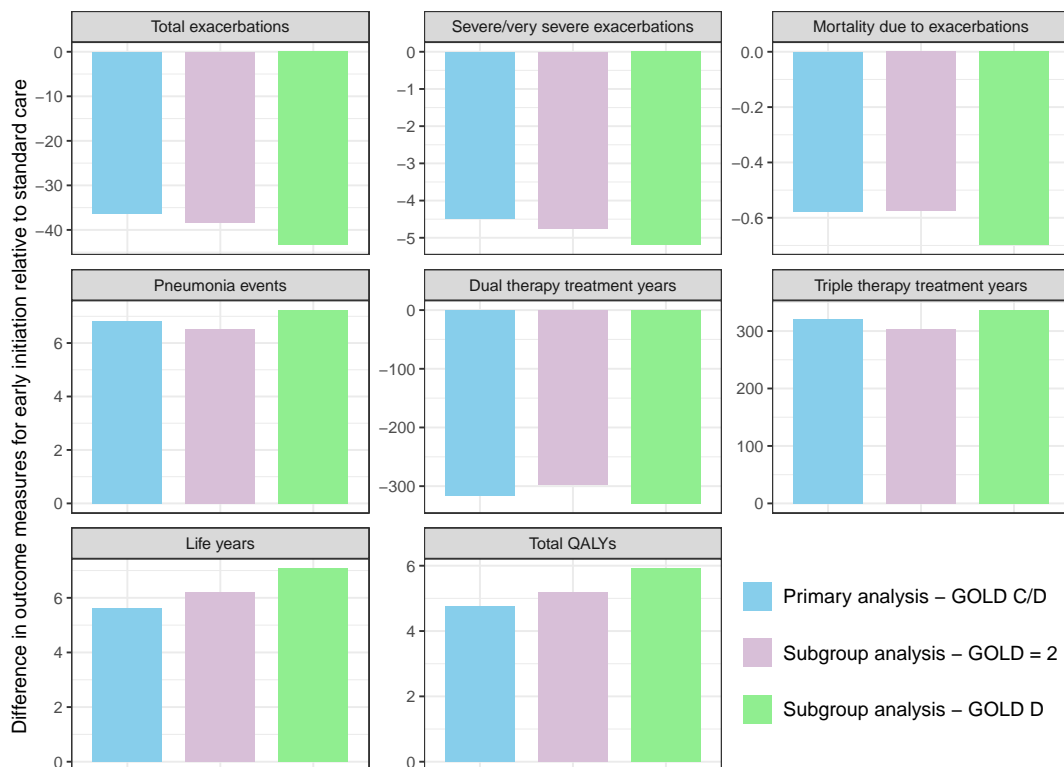 Difference in outcome measures for early initiation relative to standard care
Total exacerbations
0
−10
−20
−30
−40
Severe/very severe exacerbations
0
−1
−2
−3
−4
−5
Mortality due to exacerbations
0.0
−0.2
−0.4
−0.6
Pneumonia events
6
4
2
0
Dual therapy treatment years
0
−100
−200
−300
Triple therapy treatment years
300
200
100
0
Life years
6
4
2
0
Total QALYs
6
4
2
0
Primary analysis − GOLD C/D
Subgroup analysis − GOLD = 2
Subgroup analysis − GOLD D